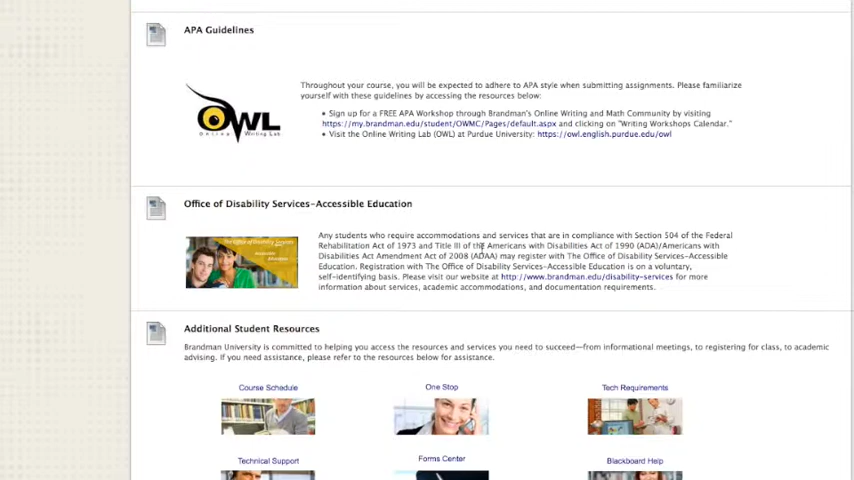 APA Guidelines
OWL
Online Writing Lab
Throughout your course, you will be expected to adhere to APA style when submitting assignments. Please familiarize
yourself with these guidelines by accessing the resources below:
• Sign up for a FREE APA Workshop through Brandman's Online Writing and Math Community by visiting
https://my.brandman.edu/student/OWMC/Pages/default.aspx and clicking on "Writing Workshops Calendar."
• Visit the Online Writing Lab (OWL) at Purdue University: https://owl.english.purdue.edu/owl
Office of Disability Services-Accessible Education
The Office of Disability Services
Accessible
Education
Any students who require accommodations and services that are in compliance with Section 504 of the Federal
Rehabilitation Act of 1973 and Title III of the Americans with Disabilities Act of 1990 (ADA)/Americans with
Disabilities Act Amendment Act of 2008 (ADAA) may register with The Office of Disability Services-Accessible
Education. Registration with The Office of Disability Services-Accessible Education is on a voluntary,
self-identifying basis. Please visit our website at http://www.brandman.edu/disability-services for more
information about services, academic accommodations, and documentation requirements.
Additional Student Resources
Brandman University is committed to helping you access the resources and services you need to succeed—from informational meetings, to registering for class, to academic
advising. If you need assistance, please refer to the resources below for assistance.
Course Schedule One Stop Tech Requirements
Technical Support Forms Center Blackboard Help